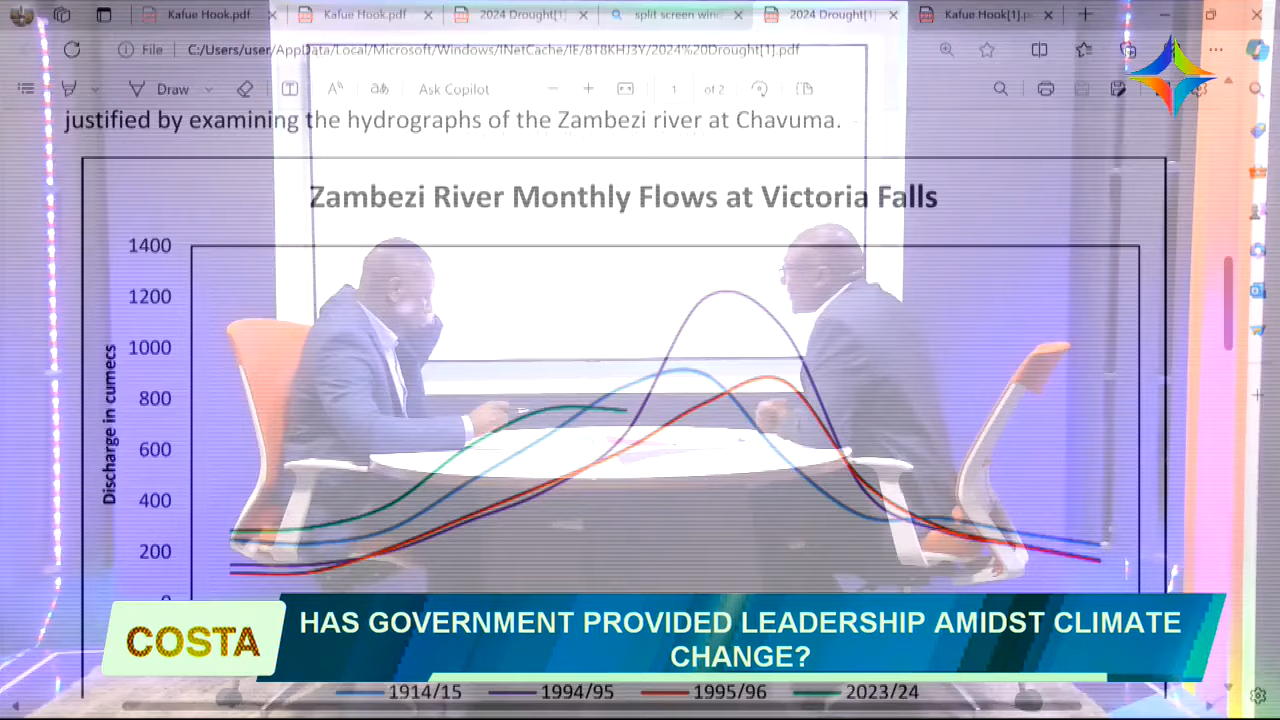 Kafue Hook.pdf
Kafue Hook.pdf
2024 Drought[1]
split screen win
2024 Drought[1]
Kafue Hook[1].p
File
C:/Users/user/AppData/Local/Microsoft/Windows/INetCache/IE/8T8KHJ3Y/2024%20Drought[1].pdf
Draw
Ask Copilot
1
of 2
justified by examining the hydrographs of the Zambezi river at Chavuma.
Zambezi River Monthly Flows at Victoria Falls
Discharge in cumecs
1400
1200
1000
800
600
400
200
COSTA
HAS GOVERNMENT PROVIDED LEADERSHIP AMIDST CLIMATE
CHANGE?
1914/15
1994/95
1995/96
2023/24